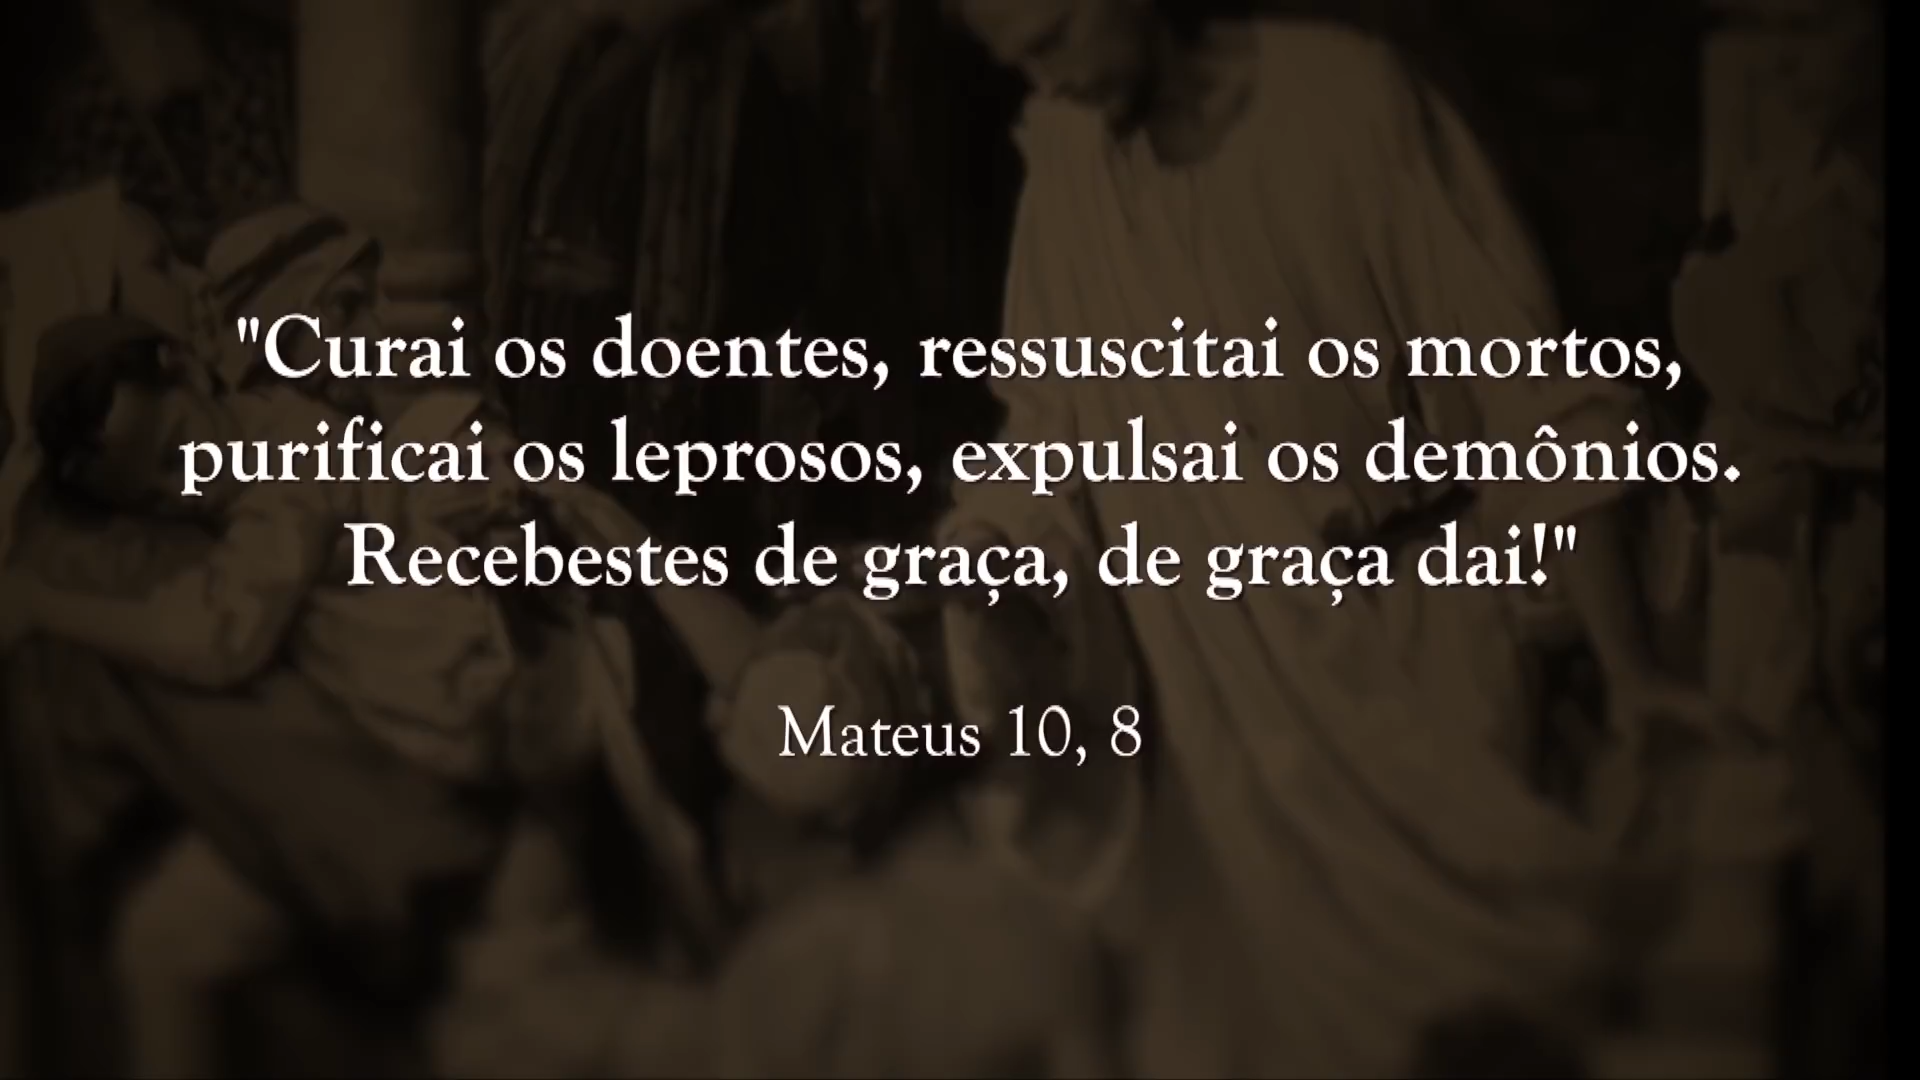 "Curai os doentes, ressuscitai os mortos,
purificai os leprosos, expulsai os demônios.
Recebestes de graça, de graça dai!"
Mateus 10, 8